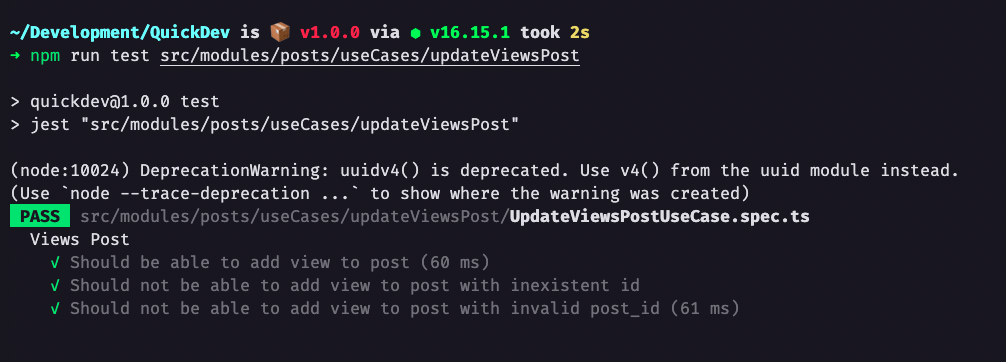 ~/Development/QuickDev is 📦 v1.0.0 via ⬢ v16.15.1 took 2s
➜ npm run test src/modules/posts/useCases/updateViewsPost
> quickdev@1.0.0 test
> jest "src/modules/posts/useCases/updateViewsPost"
(node:10024) DeprecationWarning: uuidv4() is deprecated. Use v4() from the uuid module instead.
(Use `node --trace-deprecation ...` to show where the warning was created)
PASS src/modules/posts/useCases/updateViewsPost/UpdateViewsPostUseCase.spec.ts
Views Post
√ Should be able to add view to post (60 ms)
√ Should not be able to add view to post with inexistent id
√ Should not be able to add view to post with invalid post_id (61 ms)